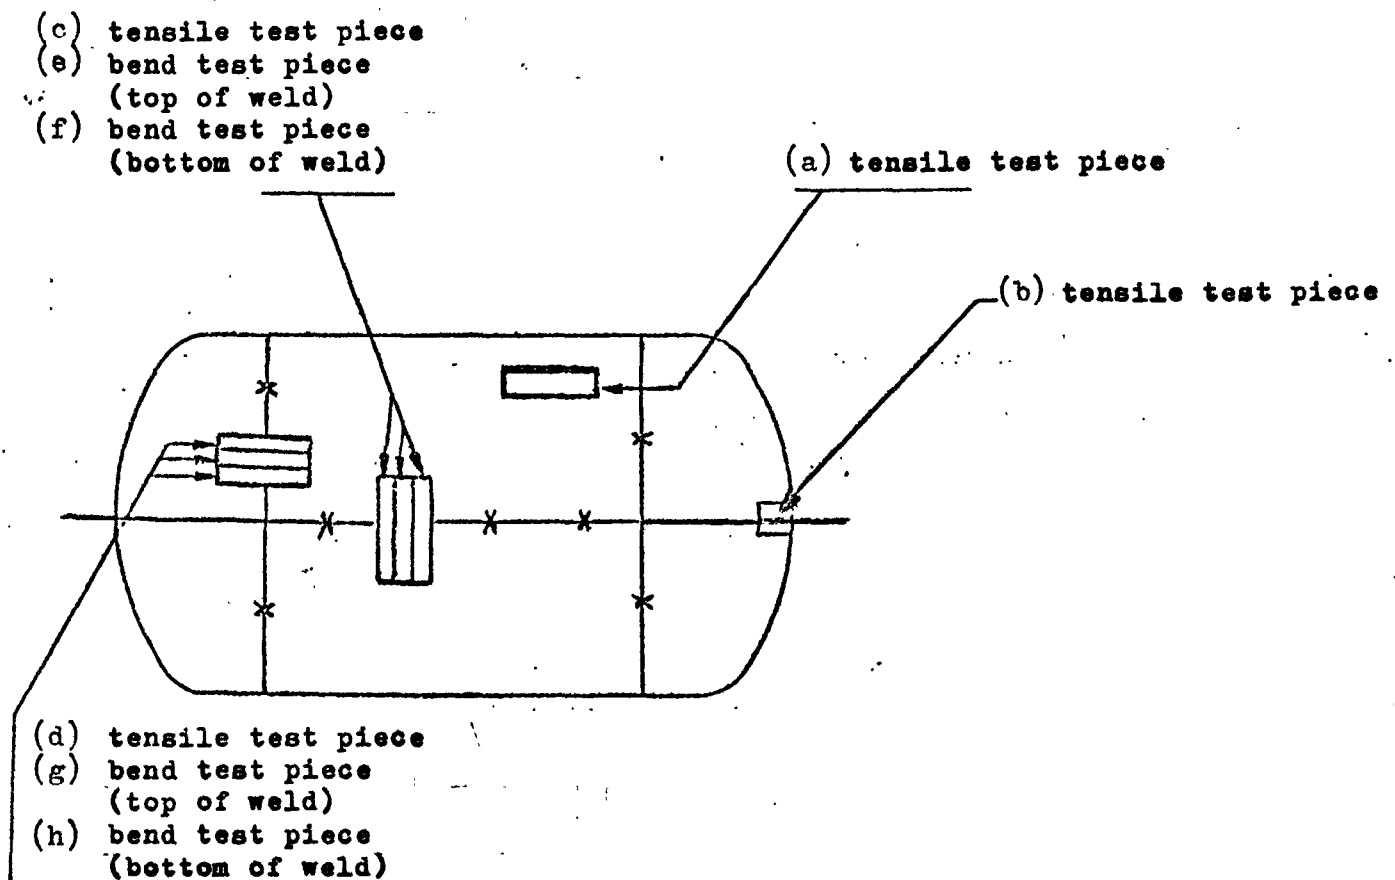 (c) tensile test piece
(e) bend test piece
(top of weld)
(f) bend test piece
(bottom of weld)
(a) tensile test piece
(b) tensile test piece
(d) tensile test piece
(g) bend test piece
(top of weld)
(h) bend test piece
(bottom of weld)